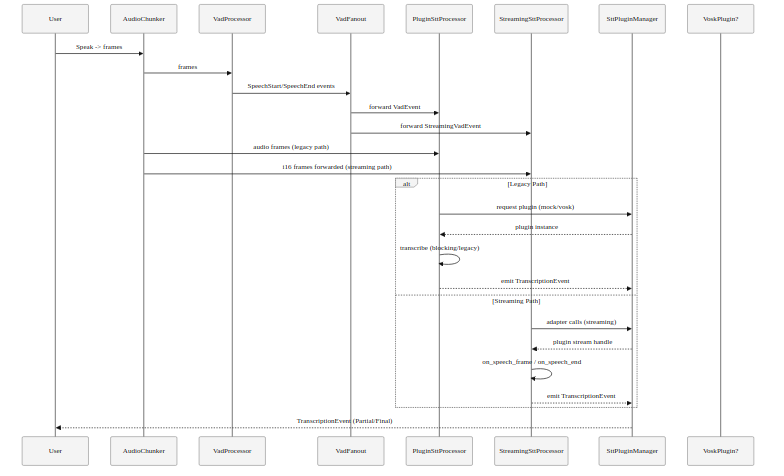 User AudioChunker VadProcessor VadFanout PluginSttProcessor StreamingSttProcessor SttPluginManager VoskPlugin?
Speak -> frames
frames
SpeechStart/SpeechEnd events
forward VadEvent
forward StreamingVadEvent
audio frames (legacy path)
i16 frames forwarded (streaming path)
alt [Legacy Path]
request plugin (mock/vosk)
plugin instance
transcribe (blocking/legacy)
emit TranscriptionEvent
[Streaming Path]
adapter calls (streaming)
plugin stream handle
on_speech_frame / on_speech_end
emit TranscriptionEvent
TranscriptionEvent (Partial/Final)
User AudioChunker VadProcessor VadFanout PluginSttProcessor StreamingSttProcessor SttPluginManager VoskPlugin?